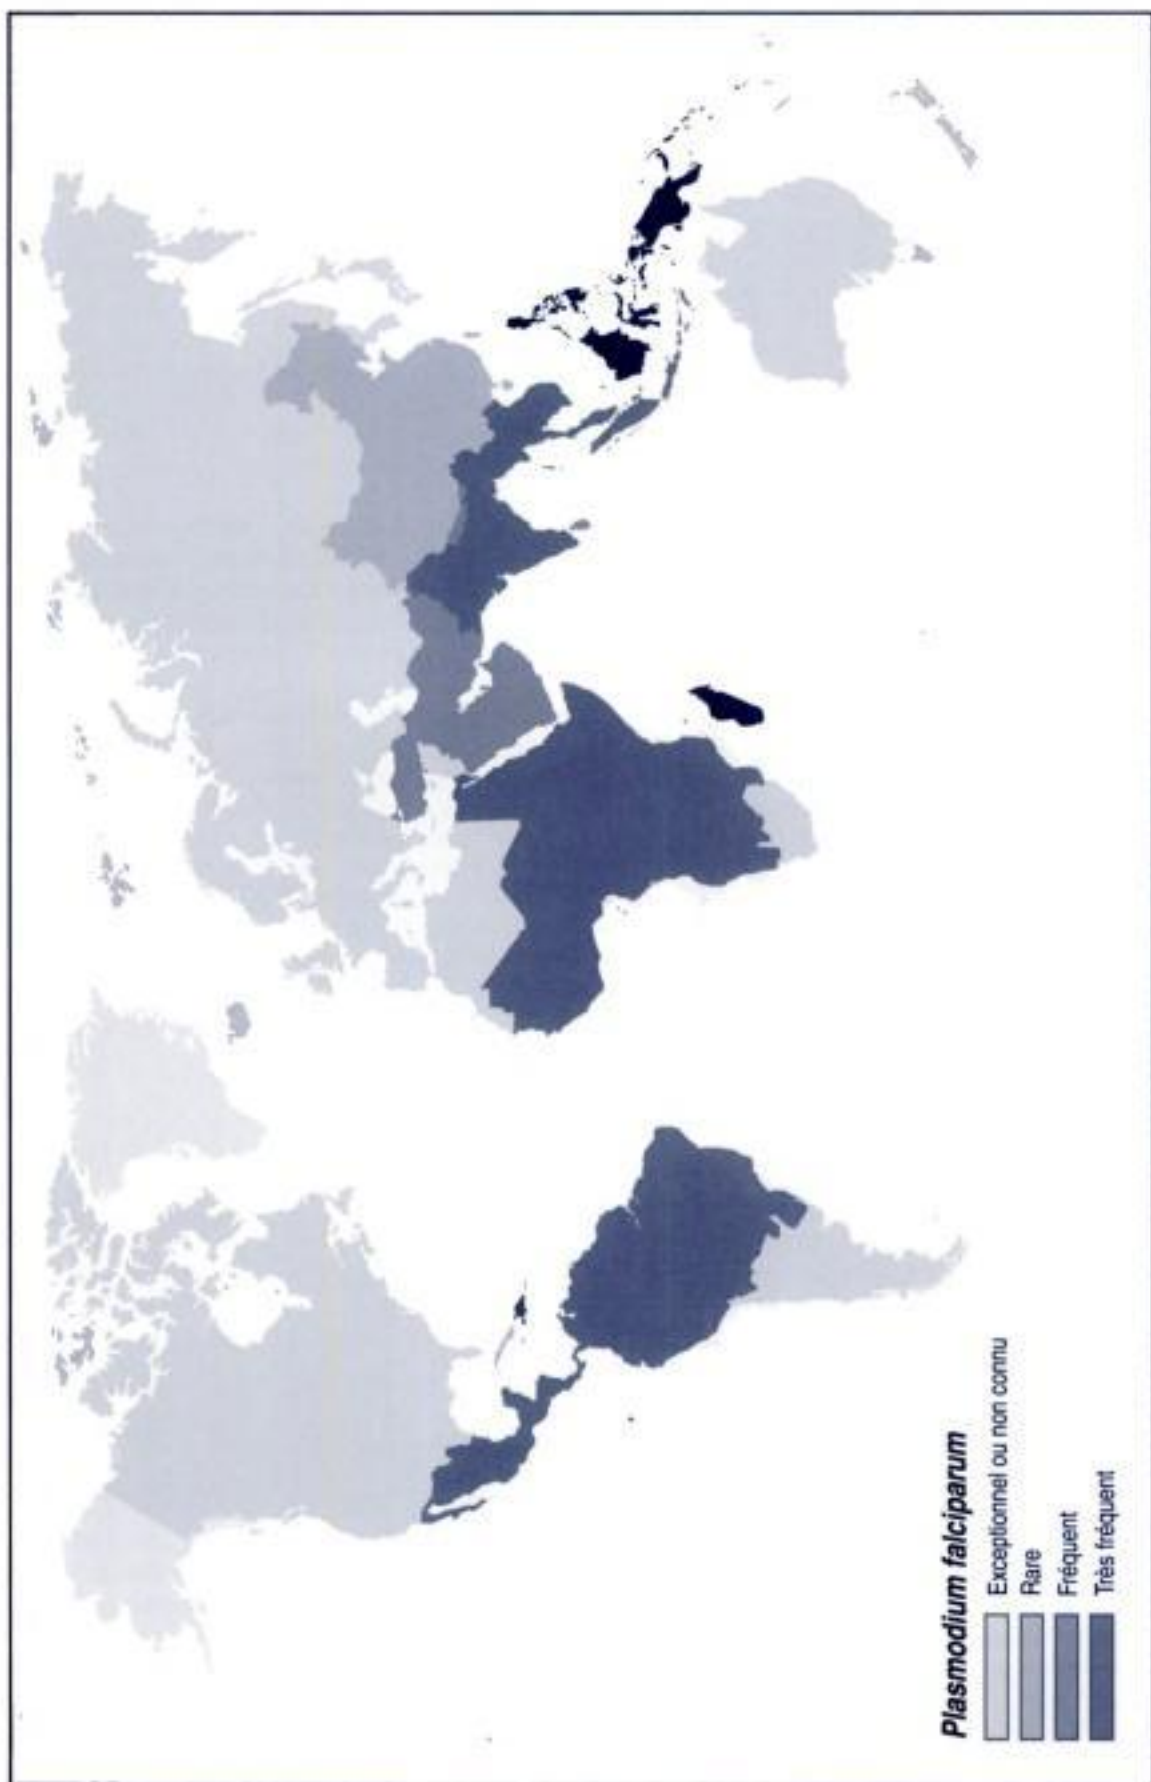 Plasmodium falciparum
Exceptionnel ou non connu
Rare
Fréquent
Très fréquent